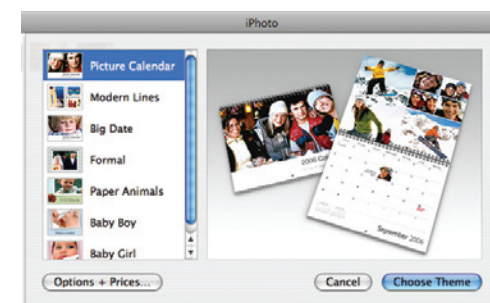 iPhoto
Picture Calendar
Modern Lines
Big Date
Formal
Paper Animals
Baby Boy
Baby Girl
September 2006
Options + Prices...
Cancel
Choose Theme